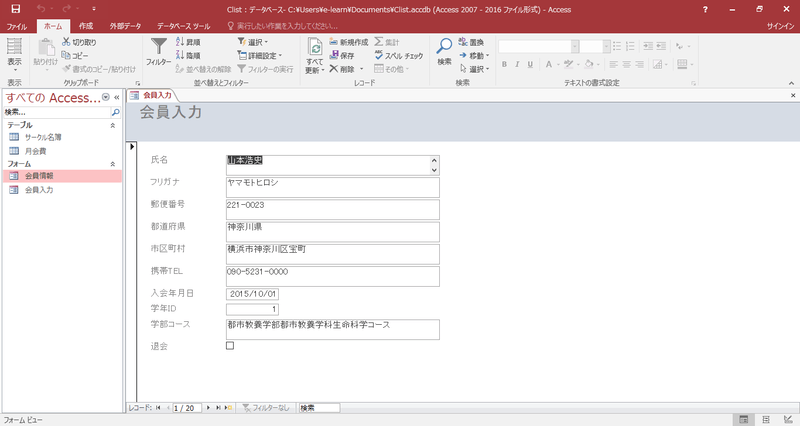 Clist : データベース- C:¥Users¥e-learn¥Documents¥Clist.accdb (Access 2007 - 2016 ファイル形式) - Access
?
ファイル ホーム 作成 外部データ データベース ツール 実行したい作業を入力してください... サインイン
表示
表示
貼り付け
切り取り
コピー
書式のコピー/貼り付け
クリップボード
フィルター
昇順
降順
並べ替えの解除
選択
詳細設定
フィルターの実行
並べ替えとフィルター
すべて
更新
新規作成
保存
削除
集計
スペル チェック
その他
レコード
検索
置換
移動
選択
検索
テキストの書式設定
すべての Access...
検索...
テーブル
サークル名簿
月会費
フォーム
会員情報
会員入力
会員入力
会員入力
氏名 山本浩史
フリガナ ヤマモトヒロシ
郵便番号 221-0023
都道府県 神奈川県
市区町村 横浜市神奈川区宝町
携帯TEL 090-5231-0000
入会年月日 2015/10/01
学年ID 1
学部コース 都市教養学部都市教養学科生命科学コース
退会
レコード: 1 / 20 フィルターなし 検索
フォーム ビュー